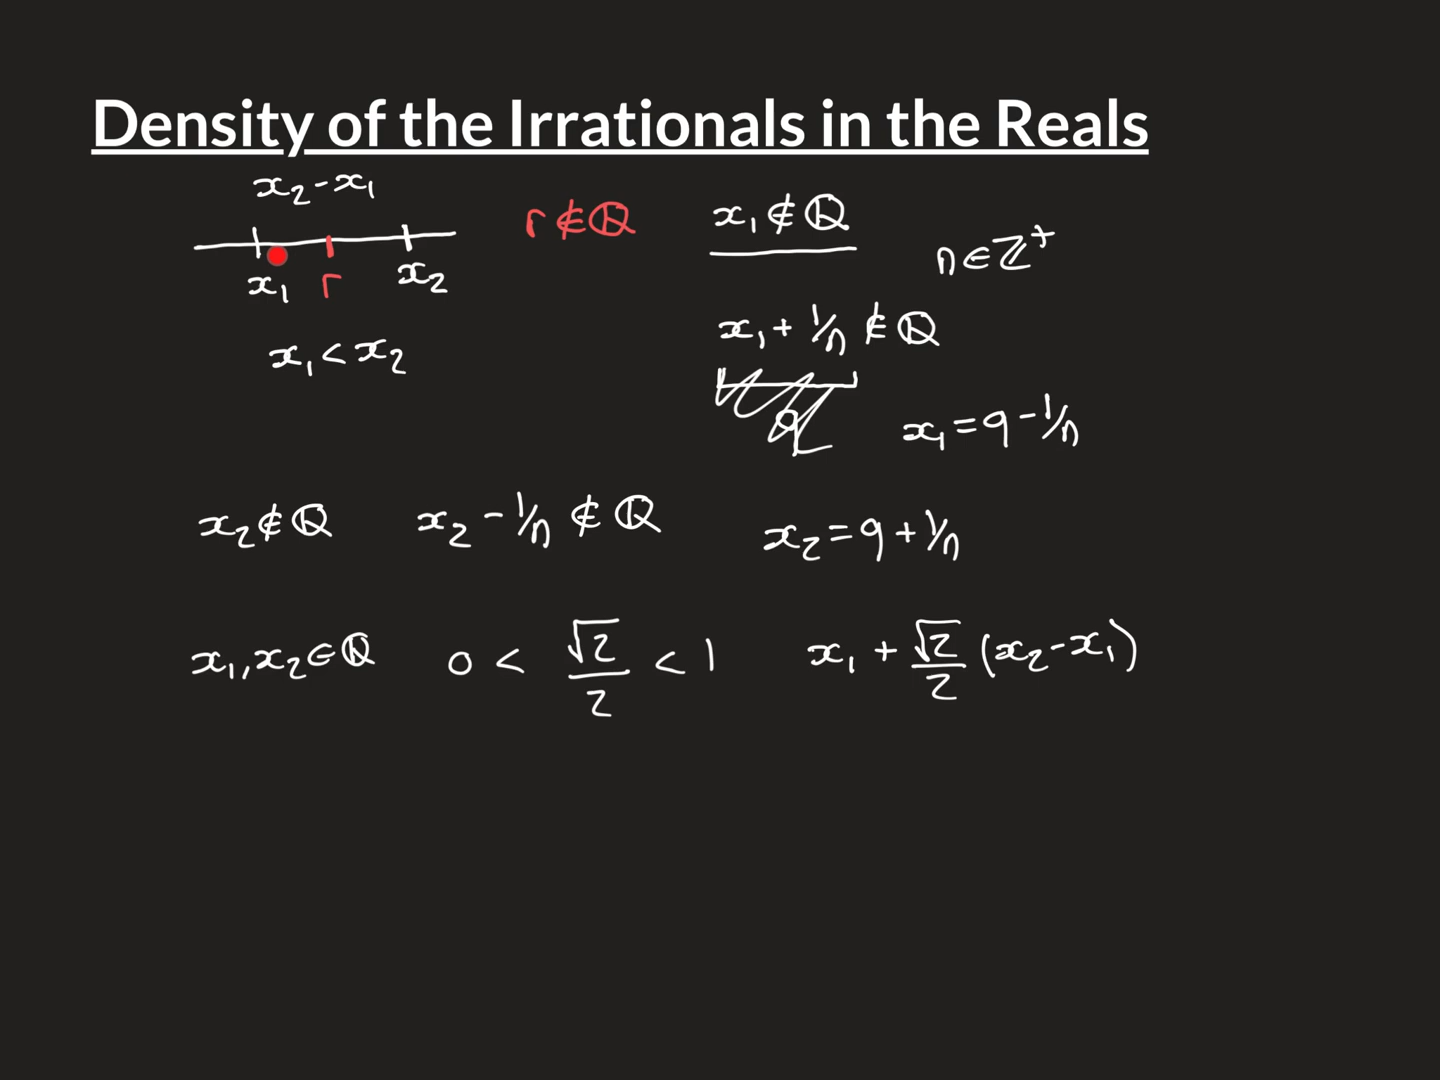 Density of the Irrationals in the Reals
x₂-x₁
r∉ℚ
x₁∉ℚ
n∈ℤ⁺
x₁ r x₂
x₁+1/n∉ℚ
x₁<x₂
q
x₁=q-1/n
x₂∉ℚ x₂-1/n∉ℚ x₂=q+1/n
x₁,x₂∈ℚ 0<√2/2<1 x₁+√2/2(x₂-x₁)